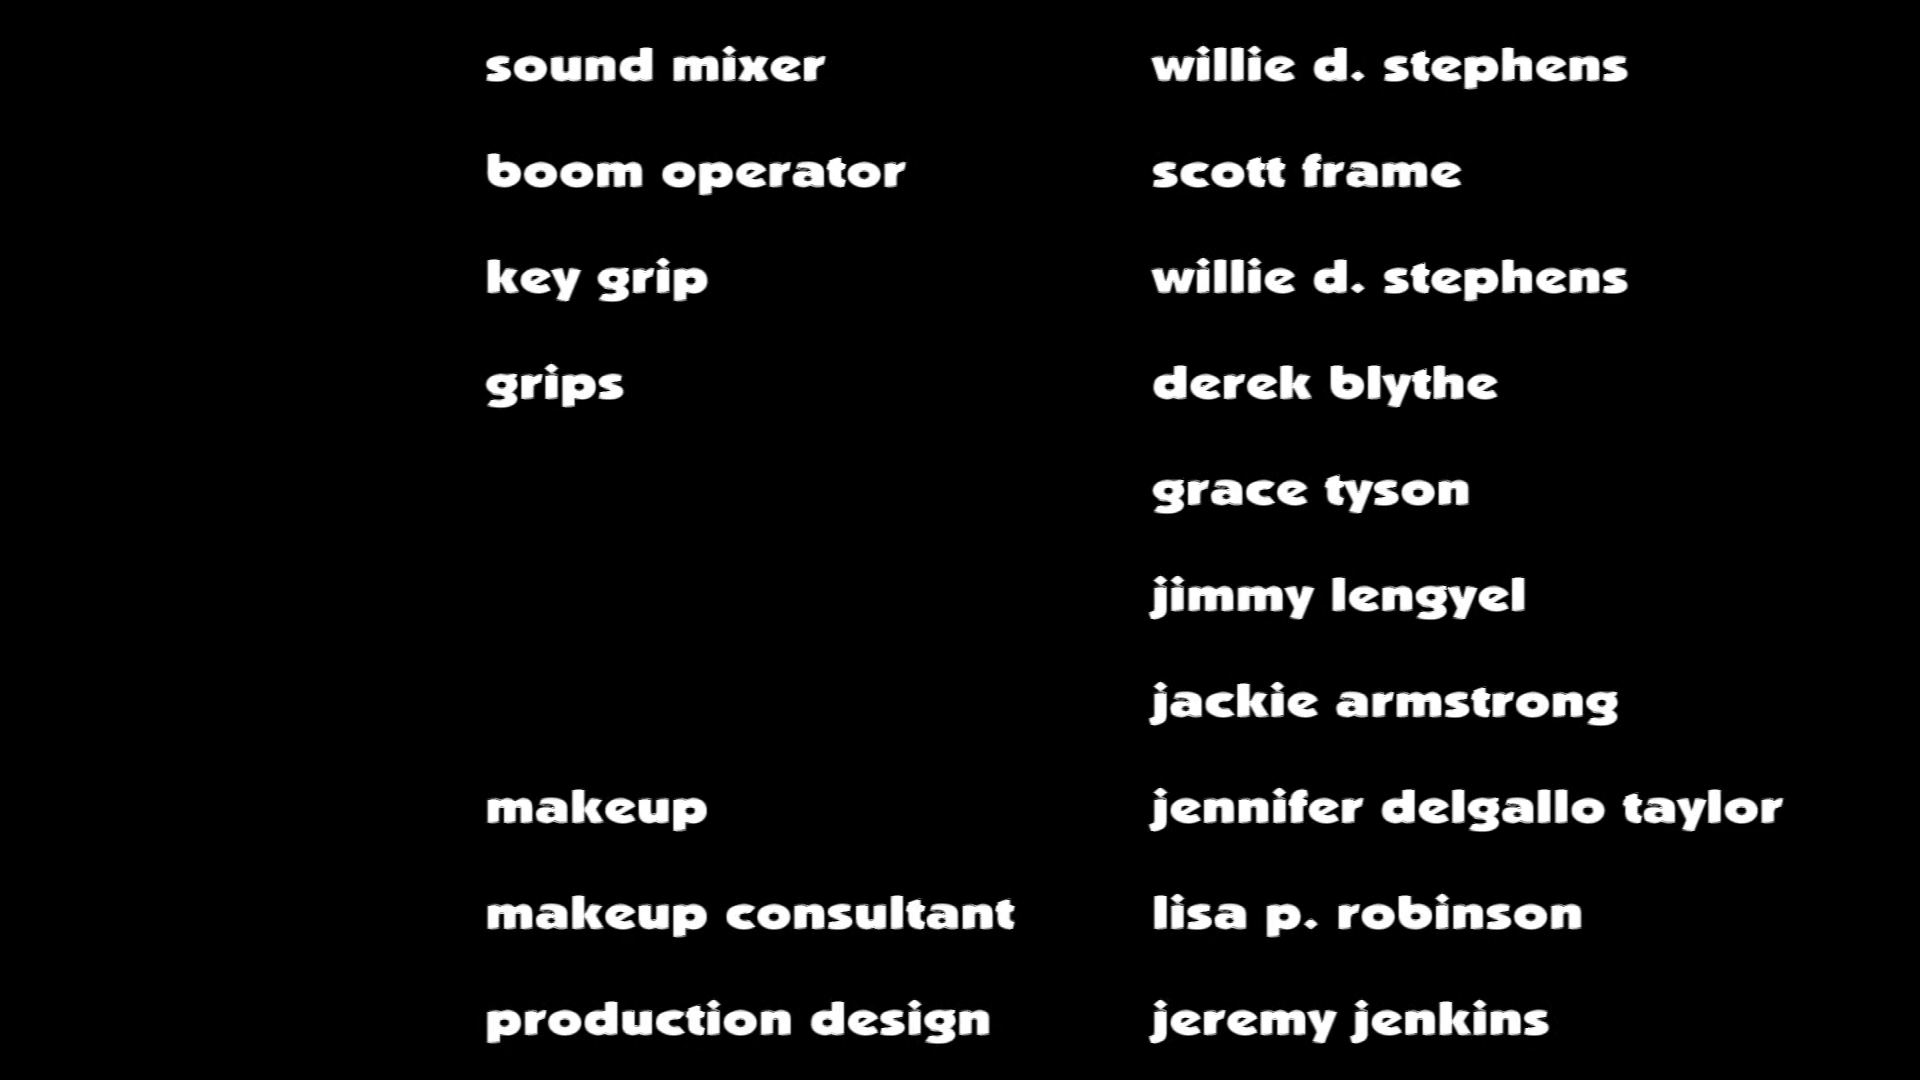 sound mixer willie d. stephens
boom operator scott frame
key grip willie d. stephens
grips derek blythe
grace tyson
jimmy lengyel
jackie armstrong
makeup jennifer delgallo taylor
makeup consultant lisa p. robinson
production design jeremy jenkins